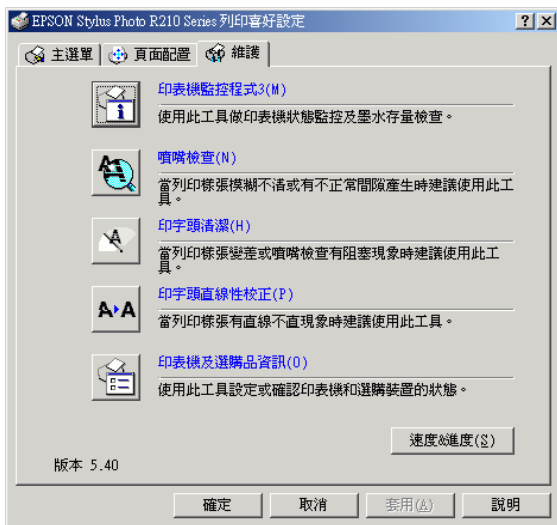 EPSON Stylus Photo R210 Series 列印喜好設定
主選單
頁面配置
維護
印表機監控程式3(M)
使用此工具做印表機狀態監控及墨水存量檢查。
噴嘴檢查(N)
當列印樣張模糊不清或有不正常間隙產生時建議使用此工
具。
印字頭清潔(H)
當列印樣張變差或噴嘴檢查有阻塞現象時建議使用此工
具。
印字頭直線性校正(P)
當列印樣張有直線不直現象時建議使用此工具。
印表機及選購品資訊(O)
使用此工具設定或確認印表機和選購裝置的狀態。
速度&進度(S)
版本 5.40
確定
取消
套用(A)
說明